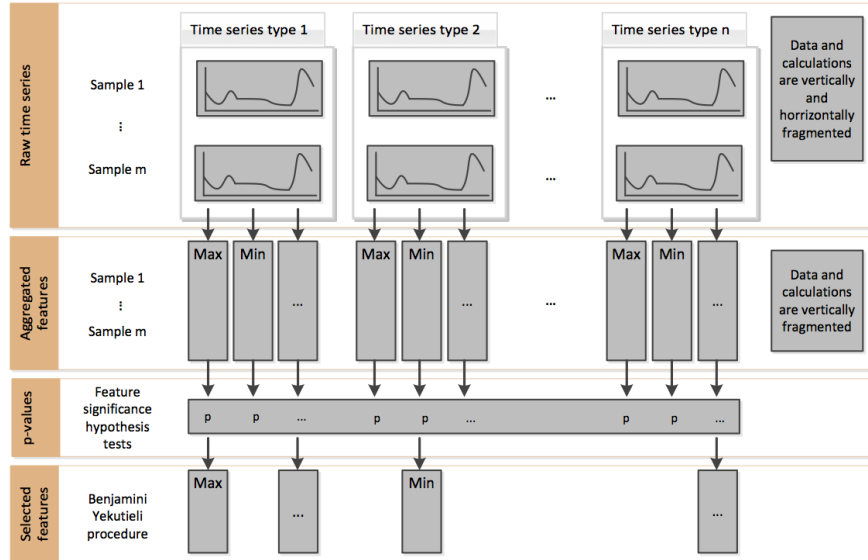 Time series type 1
Time series type 2
Time series type n
Raw time series
Sample 1
...
Sample m
...
...
Data and
calculations
are vertically
and
horrizontally
fragmented
Aggregated
features
Sample 1
...
Sample m
Max
Min
...
Max
Min
...
...
Max
Min
...
Data and
calculations
are vertically
fragmented
p-values
Feature
significance
hypothesis
tests
p
p
...
p
p
...
p
p
...
Selected
features
Benjamini
Yekutieli
procedure
Max
...
Min
...